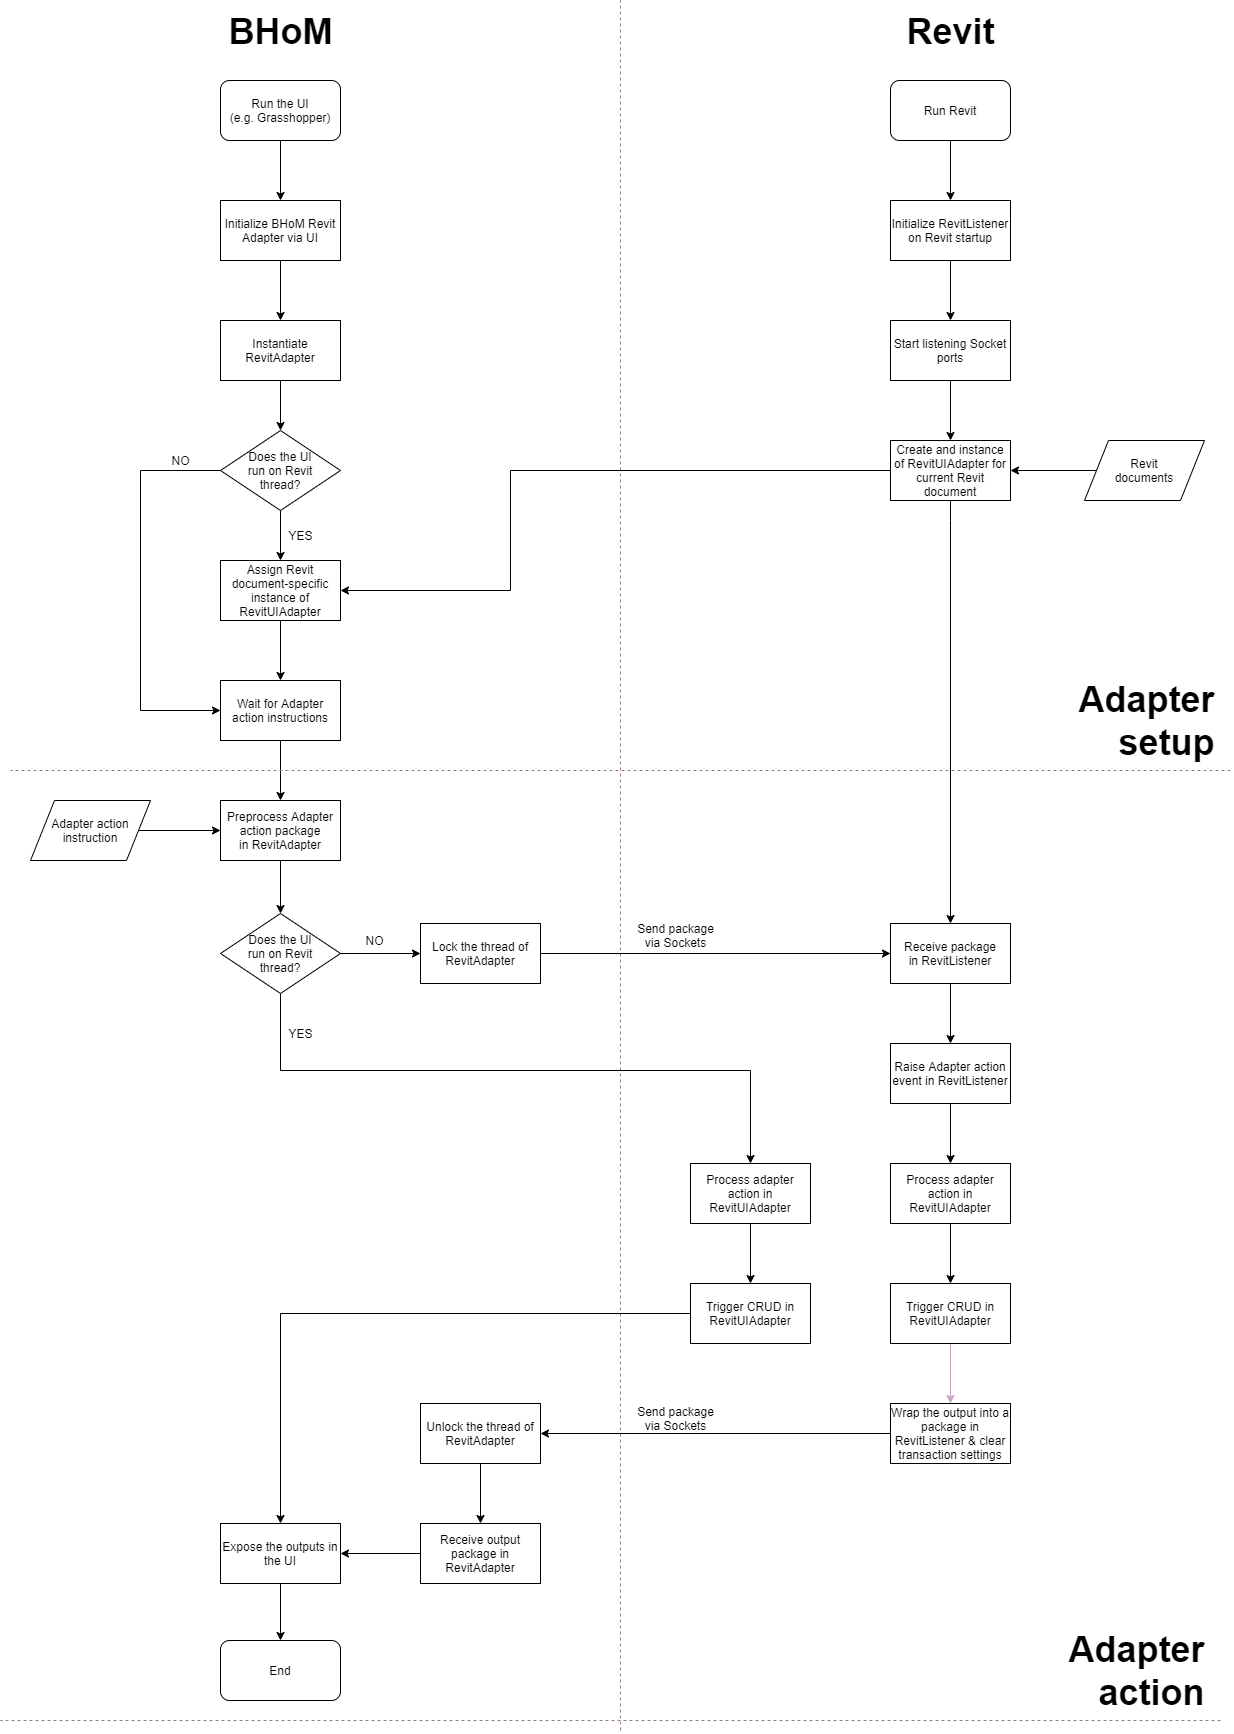 BHoM
Revit
Run the UI
(e.g. Grasshopper)
Run Revit
Initialize BHoM Revit
Adapter via UI
Initialize RevitListener
on Revit startup
Instantiate
RevitAdapter
Start listening Socket
ports
Does the UI
run on Revit
thread?
NO
YES
Create and instance
of RevitUIAdapter for
current Revit
document
Revit
documents
Assign Revit
document-specific
instance of
RevitUIAdapter
Wait for Adapter
action instructions
Adapter
setup
Adapter action
instruction
Preprocess Adapter
action package
in RevitAdapter
Does the UI
run on Revit
thread?
NO
YES
Lock the thread of
RevitAdapter
Send package
via Sockets
Receive package
in RevitListener
Raise Adapter action
event in RevitListener
Process adapter
action in
RevitUIAdapter
Process adapter
action in
RevitUIAdapter
Trigger CRUD in
RevitUIAdapter
Trigger CRUD in
RevitUIAdapter
Unlock the thread of
RevitAdapter
Send package
via Sockets
Wrap the output into a
package in
RevitListener & clear
transaction settings
Expose the outputs in
the UI
Receive output
package in
RevitAdapter
End
Adapter
action